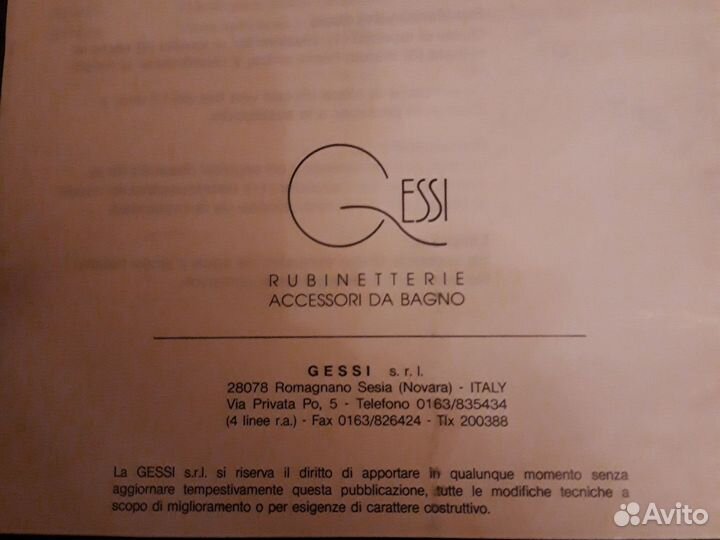 GESSI
RUBINETTERIE
ACCESSORI DA BAGNO
GESSI s. r. l.
28078 Romagnano Sesia (Novara) - ITALY
Via Privata Po, 5 - Telefono 0163/835434
(4 linee r.a.) - Fax 0163/826424 - Tlx 200388
La GESSI s.r.l. si riserva il diritto di apportare in qualunque momento senza
aggiornare tempestivamente questa pubblicazione, tutte le modifiche tecniche a
scopo di miglioramento o per esigenze di carattere costruttivo.
Avito